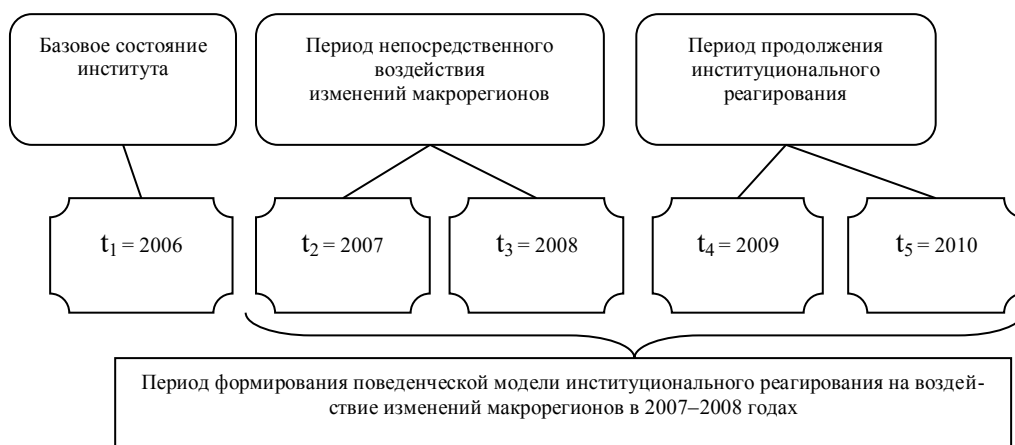 Базовое состояние
института
Период непосредственного
воздействия
изменений макрорегионов
Период продолжения
институционального
реагирования
t1 = 2006
t2 = 2007
t3 = 2008
t4 = 2009
t5 = 2010
Период формирования поведенческой модели институционального реагирования на воздей-
ствие изменений макрорегионов в 2007–2008 годах